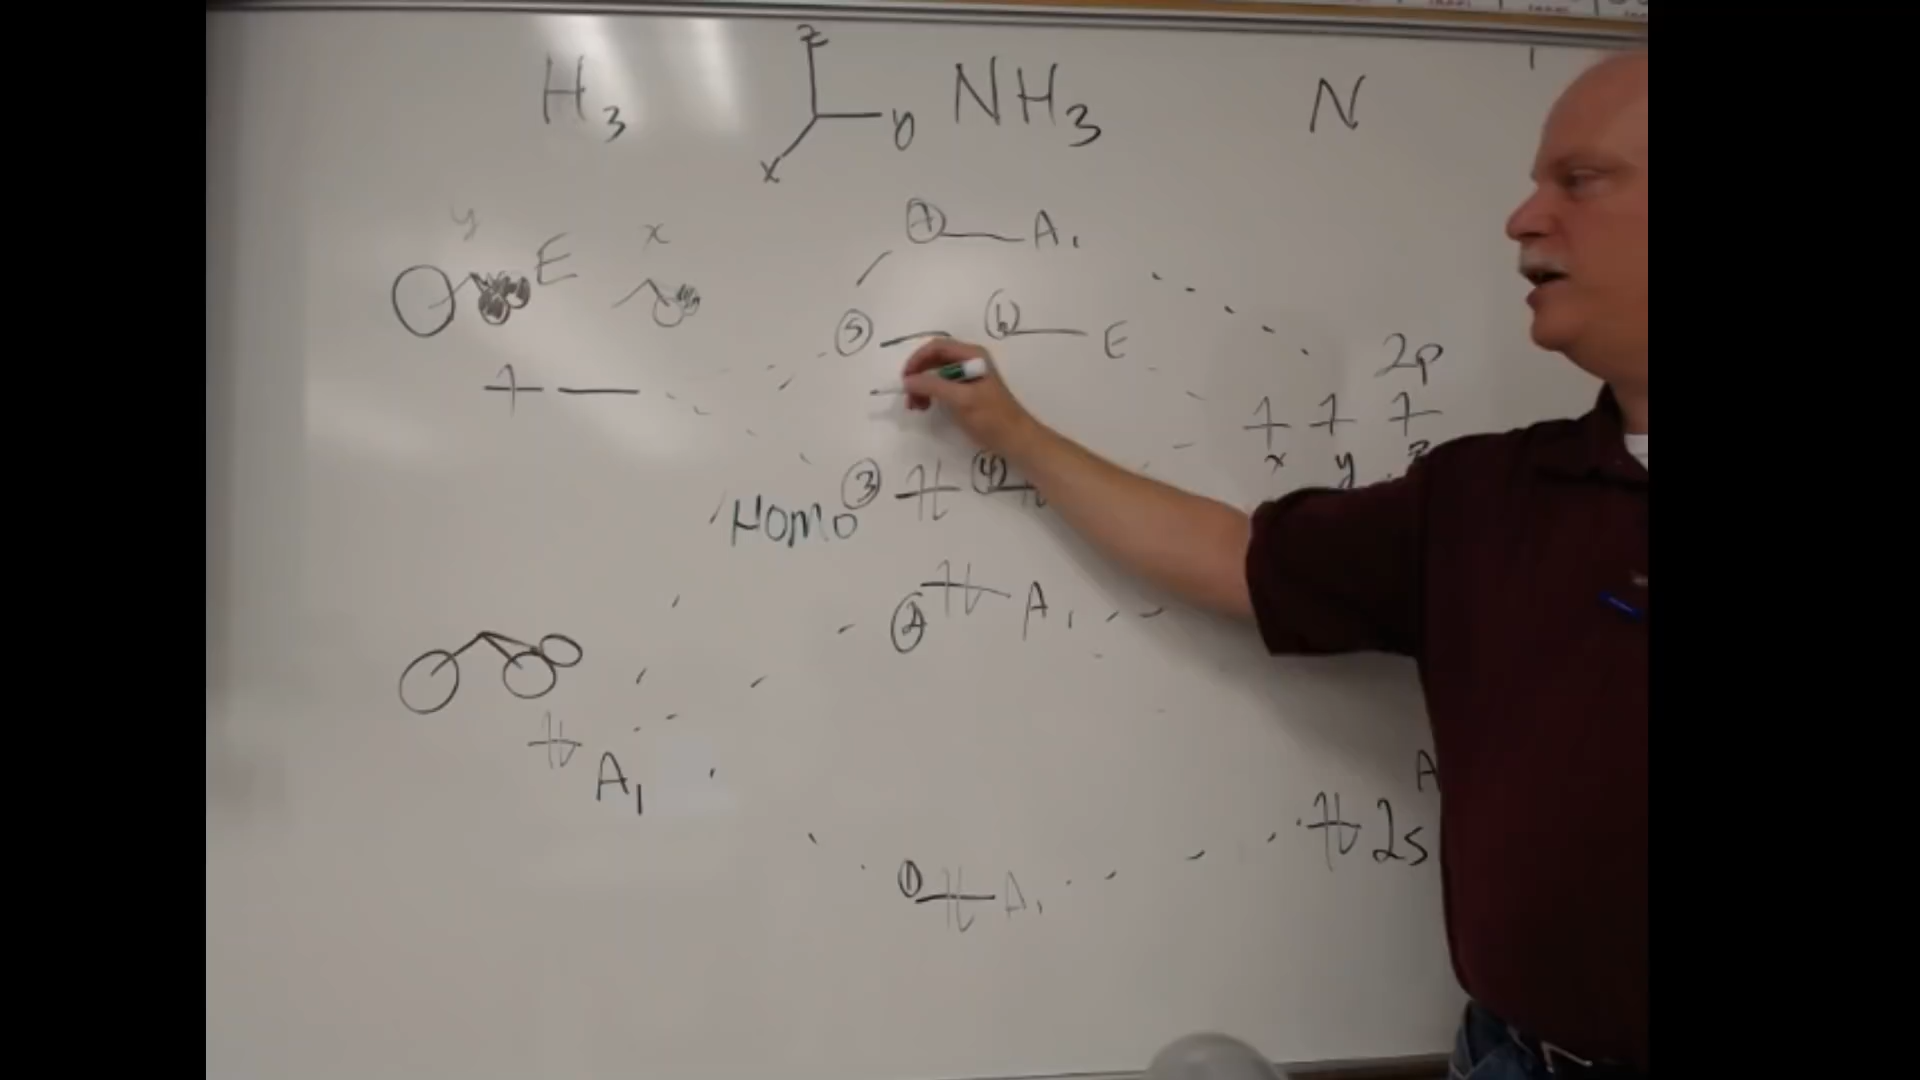 z
H3 y NH3 N
x
y E x
7 A1
5 6 E
2p
x y z
HOMO 3 4
2 A1
A1
A
2s
1 A1